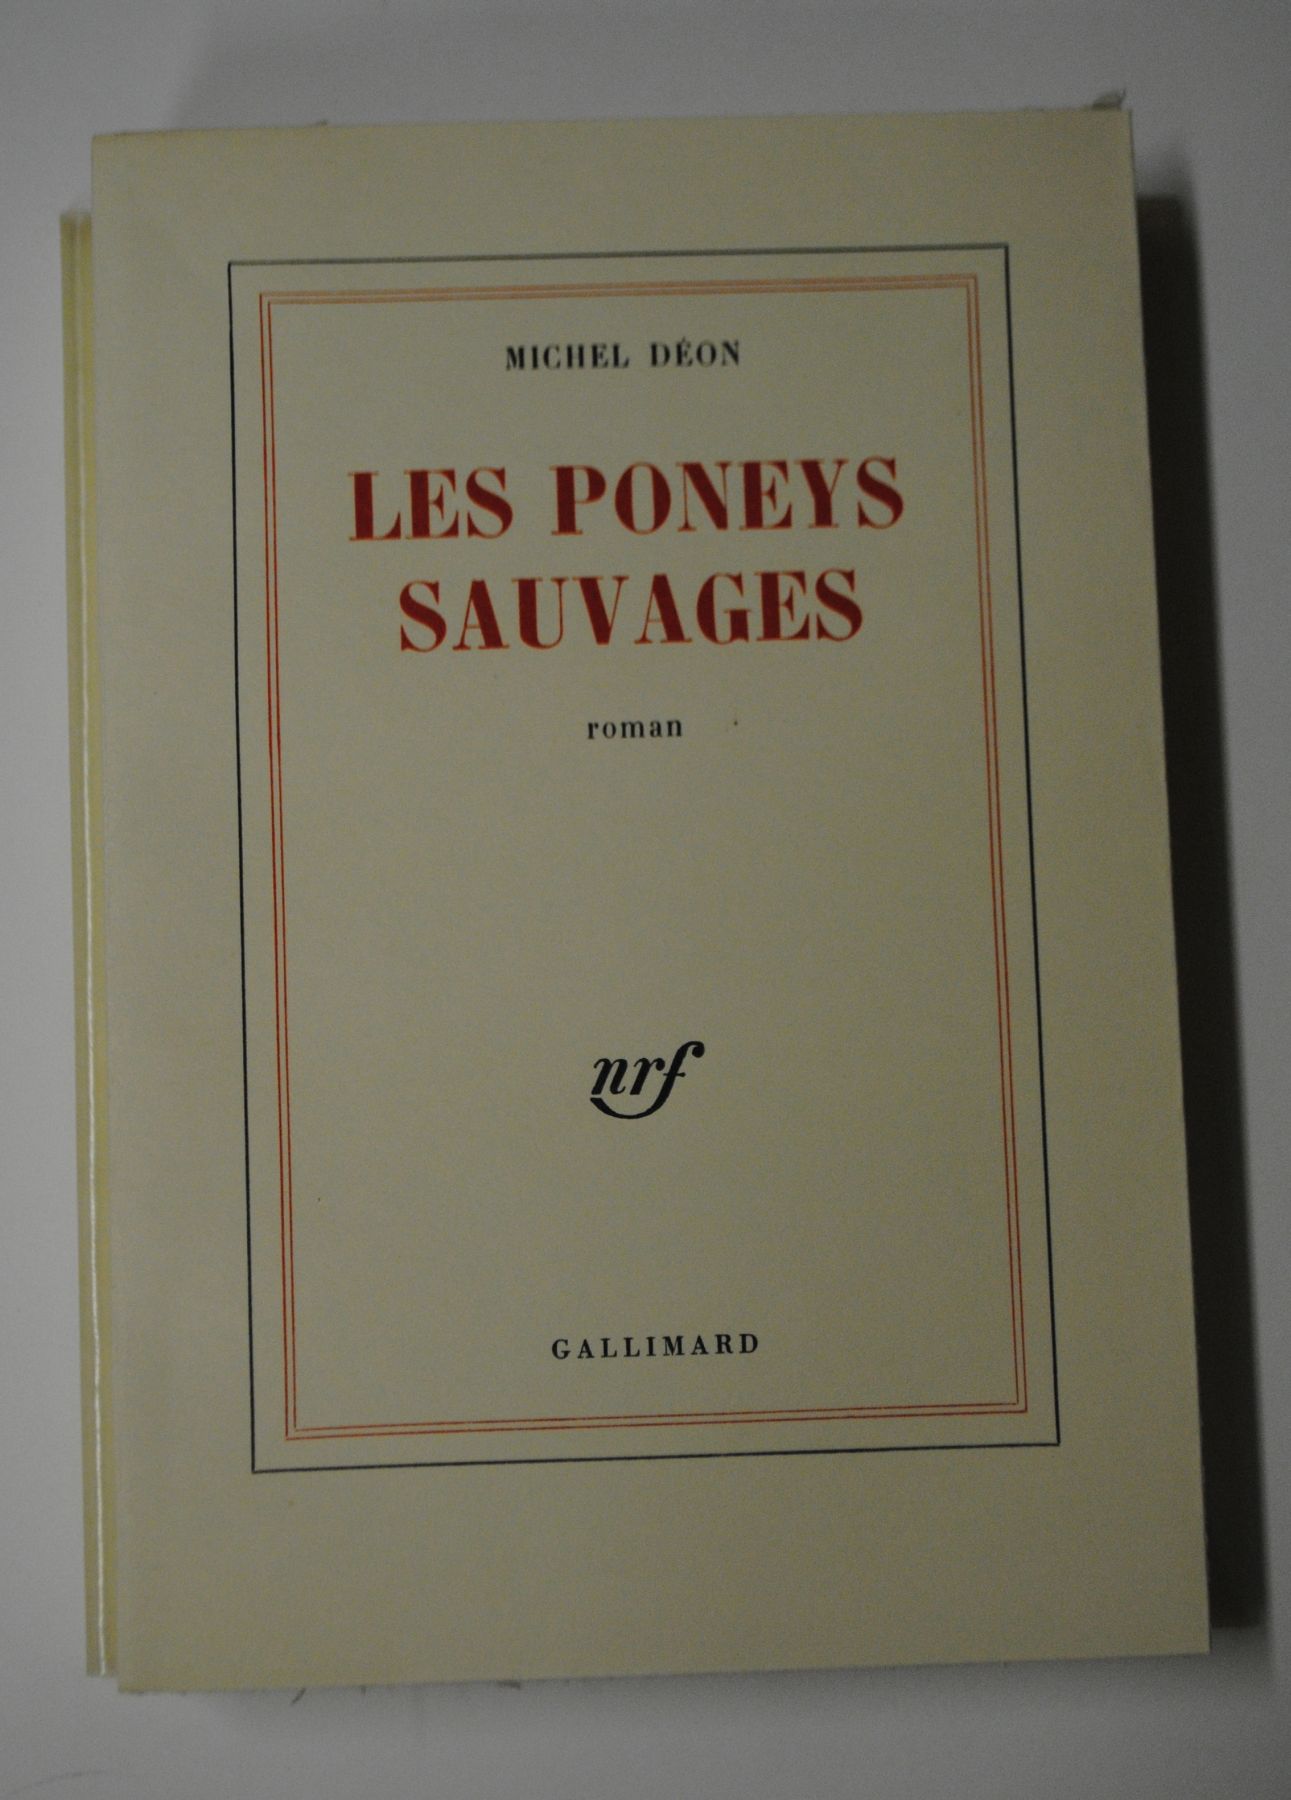 MICHEL DÉON
LES PONEYS
SAUVAGES
roman
nrf
GALLIMARD